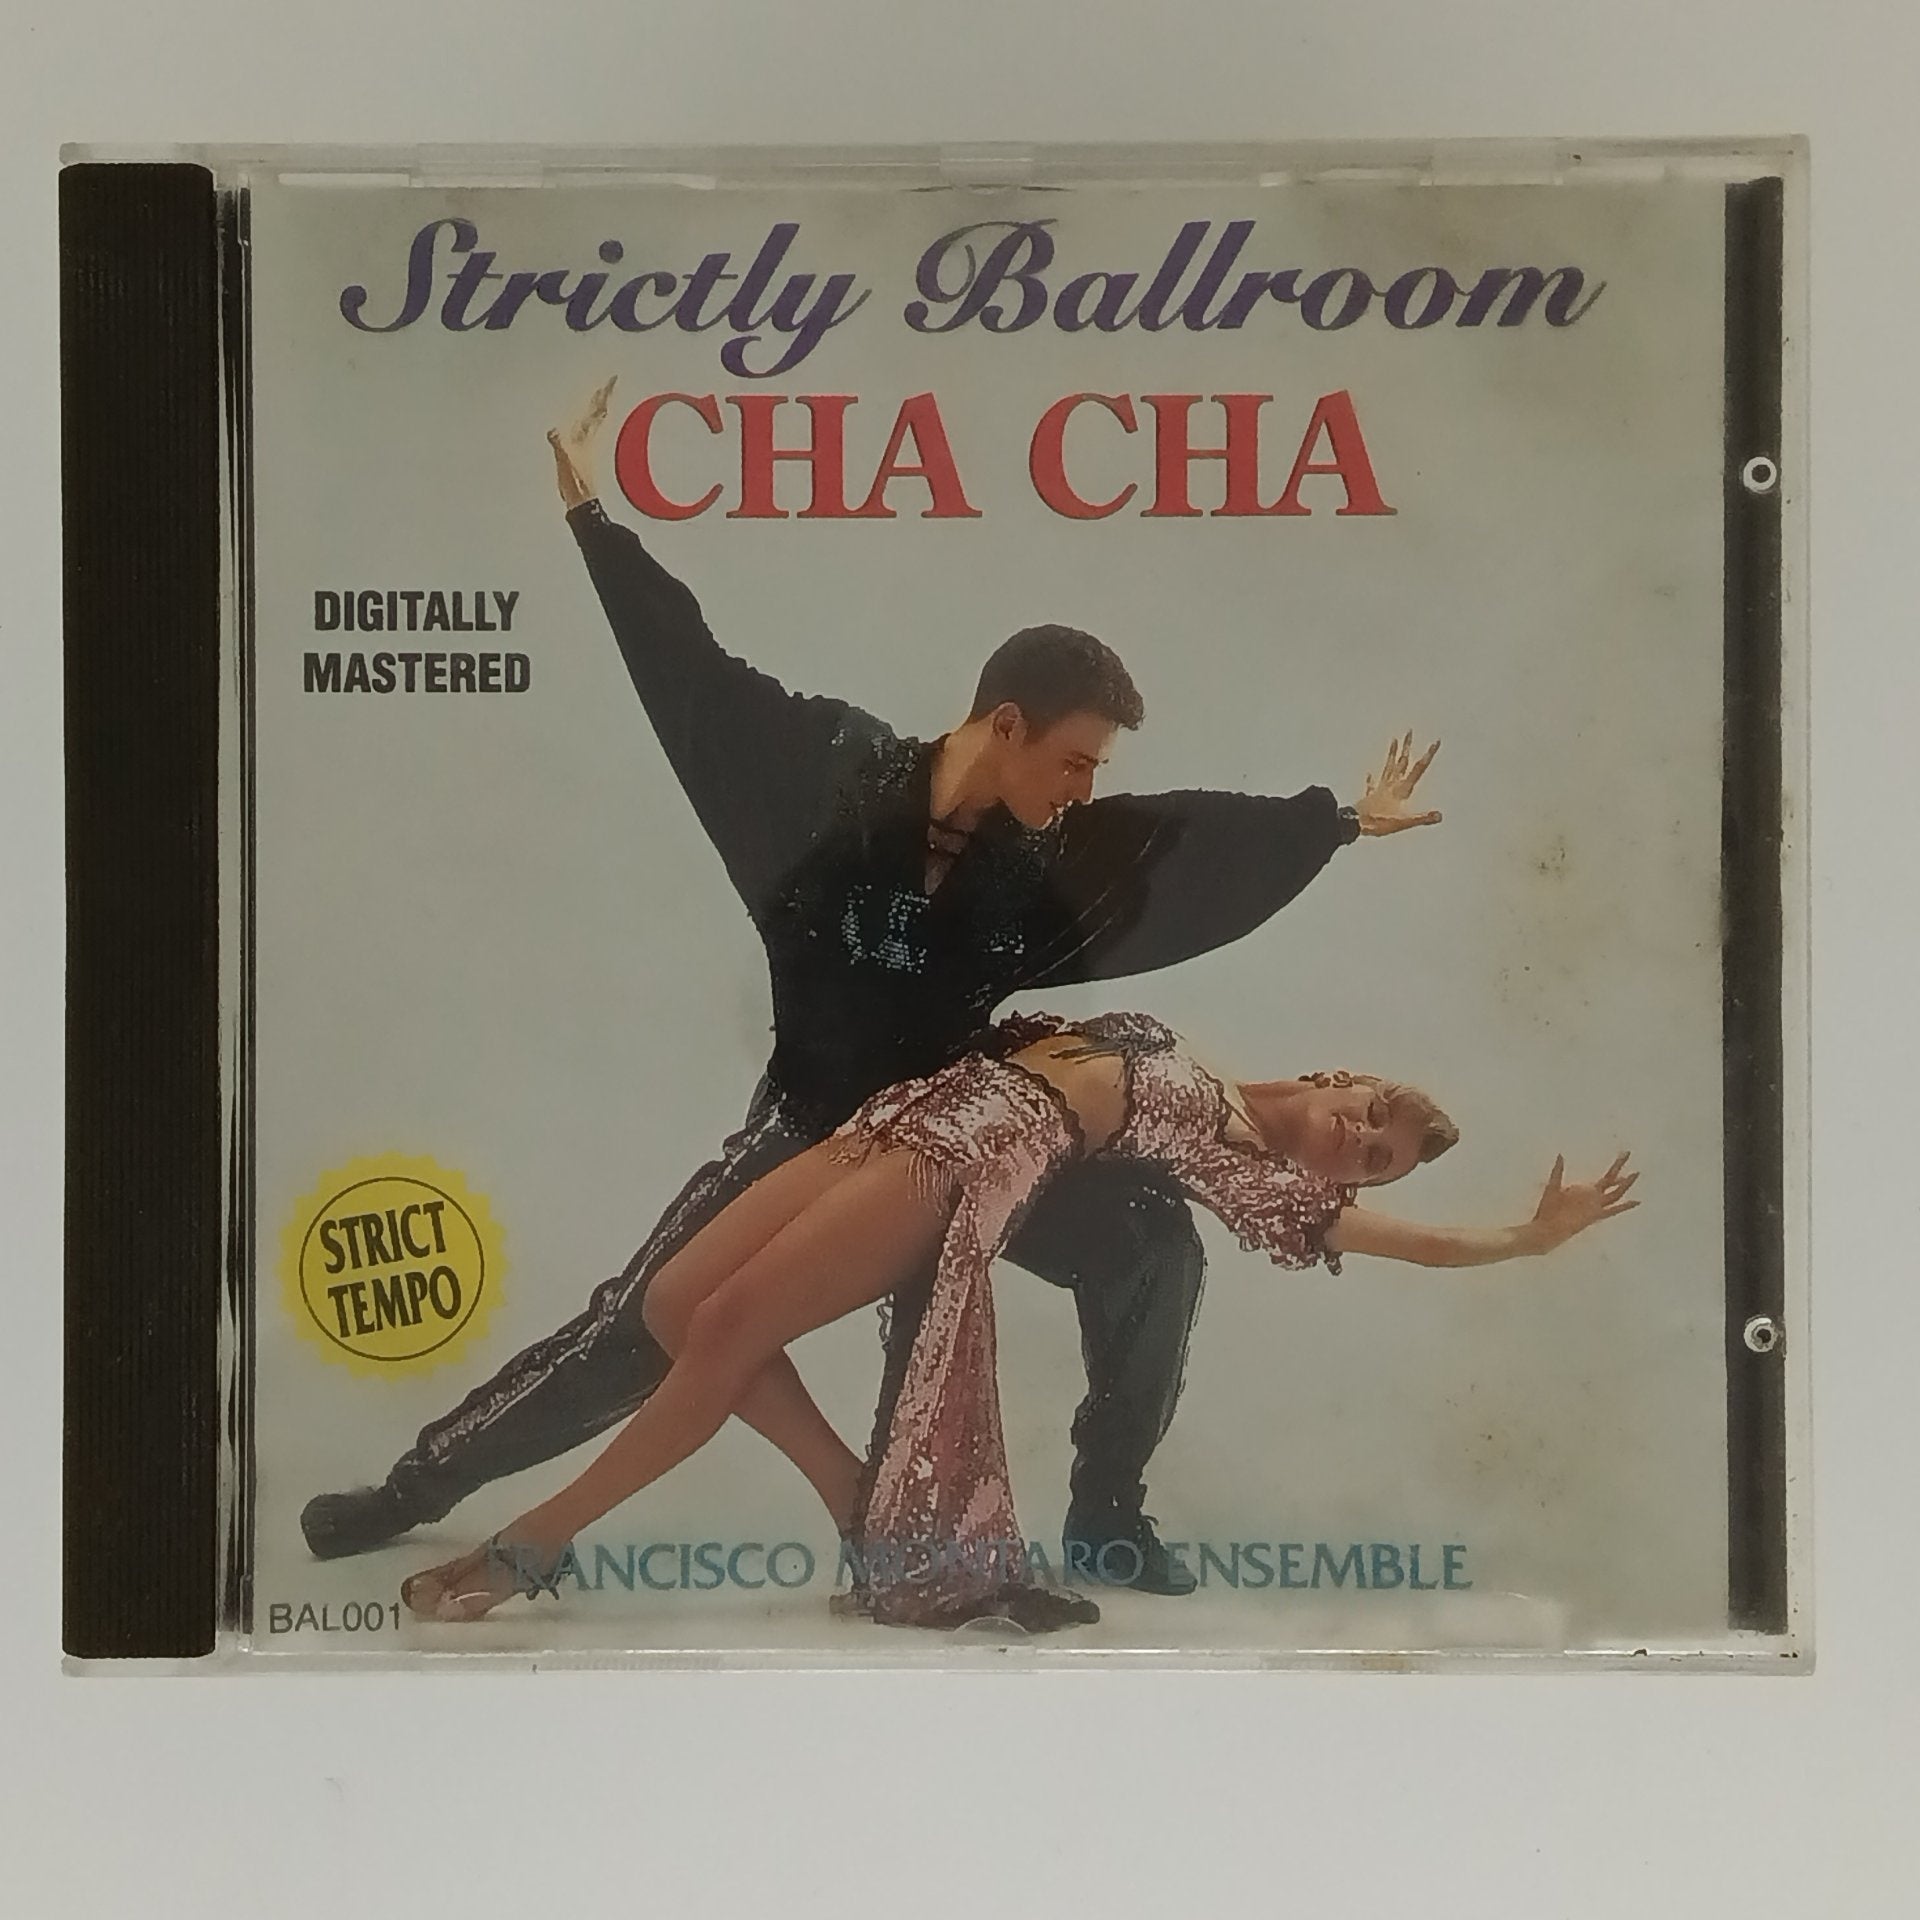 Strictly Ballroom
CHA CHA
DIGITALLY
MASTERED
STRICT
TEMPO
FRANCISCO MONTARO ENSEMBLE
BAL001